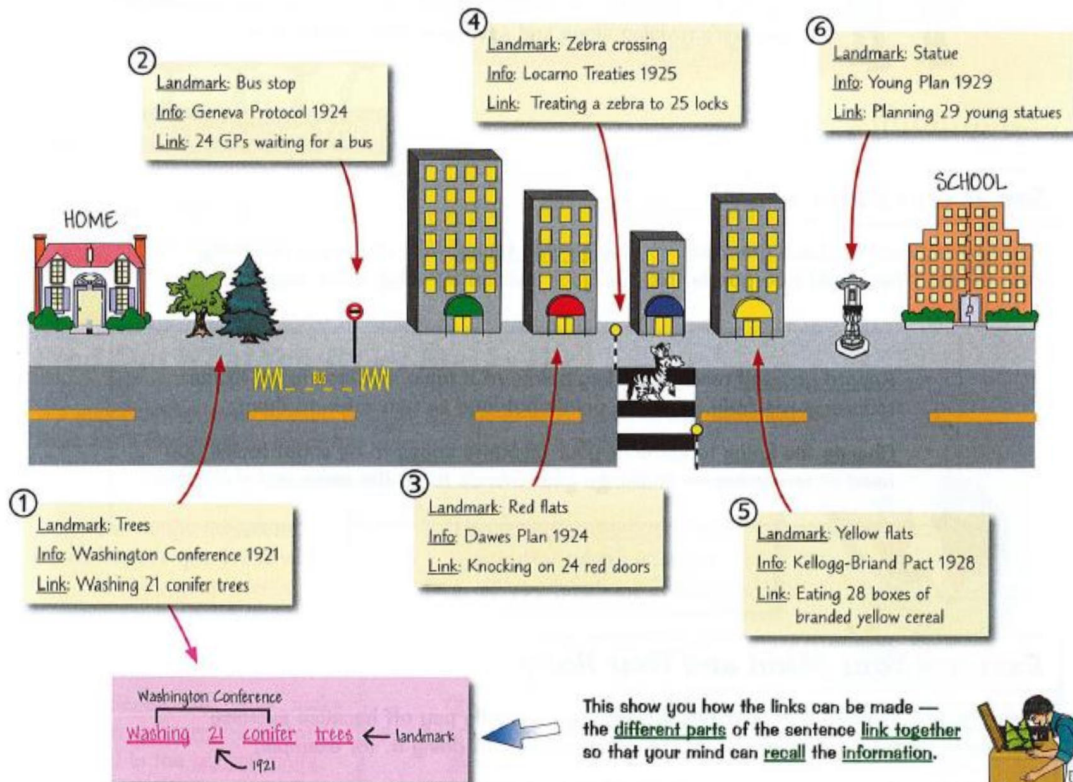 ①
Landmark: Trees
Info: Washington Conference 1921
Link: Washing 21 conifer trees
②
Landmark: Bus stop
Info: Geneva Protocol 1924
Link: 24 GPs waiting for a bus
③
Landmark: Red flats
Info: Dawes Plan 1924
Link: Knocking on 24 red doors
④
Landmark: Zebra crossing
Info: Locarno Treaties 1925
Link: Treating a zebra to 25 locks
⑤
Landmark: Yellow flats
Info: Kellogg-Briand Pact 1928
Link: Eating 28 boxes of
branded yellow cereal
⑥
Landmark: Statue
Info: Young Plan 1929
Link: Planning 29 young statues
HOME
BUS
SCHOOL
Washington Conference
Washing 21 conifer trees
landmark
1921
This show you how the links can be made —
the different parts of the sentence link together
so that your mind can recall the information.